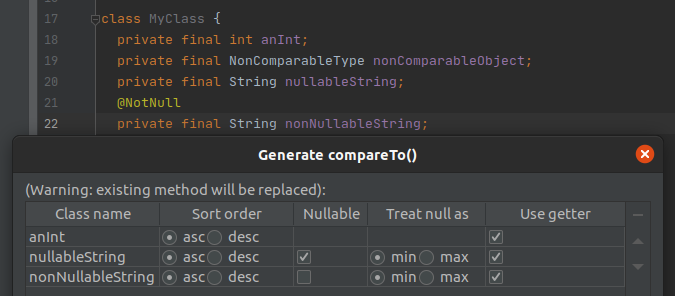 17 class MyClass {
18 private final int anInt;
19 private final NonComparableType nonComparableObject;
20 private final String nullableString;
21 @NotNull
22 private final String nonNullableString;
Generate compareTo()
(Warning: existing method will be replaced):
Class name Sort order Nullable Treat null as Use getter
anInt asc desc
nullableString asc desc min max
nonNullableString asc desc min max